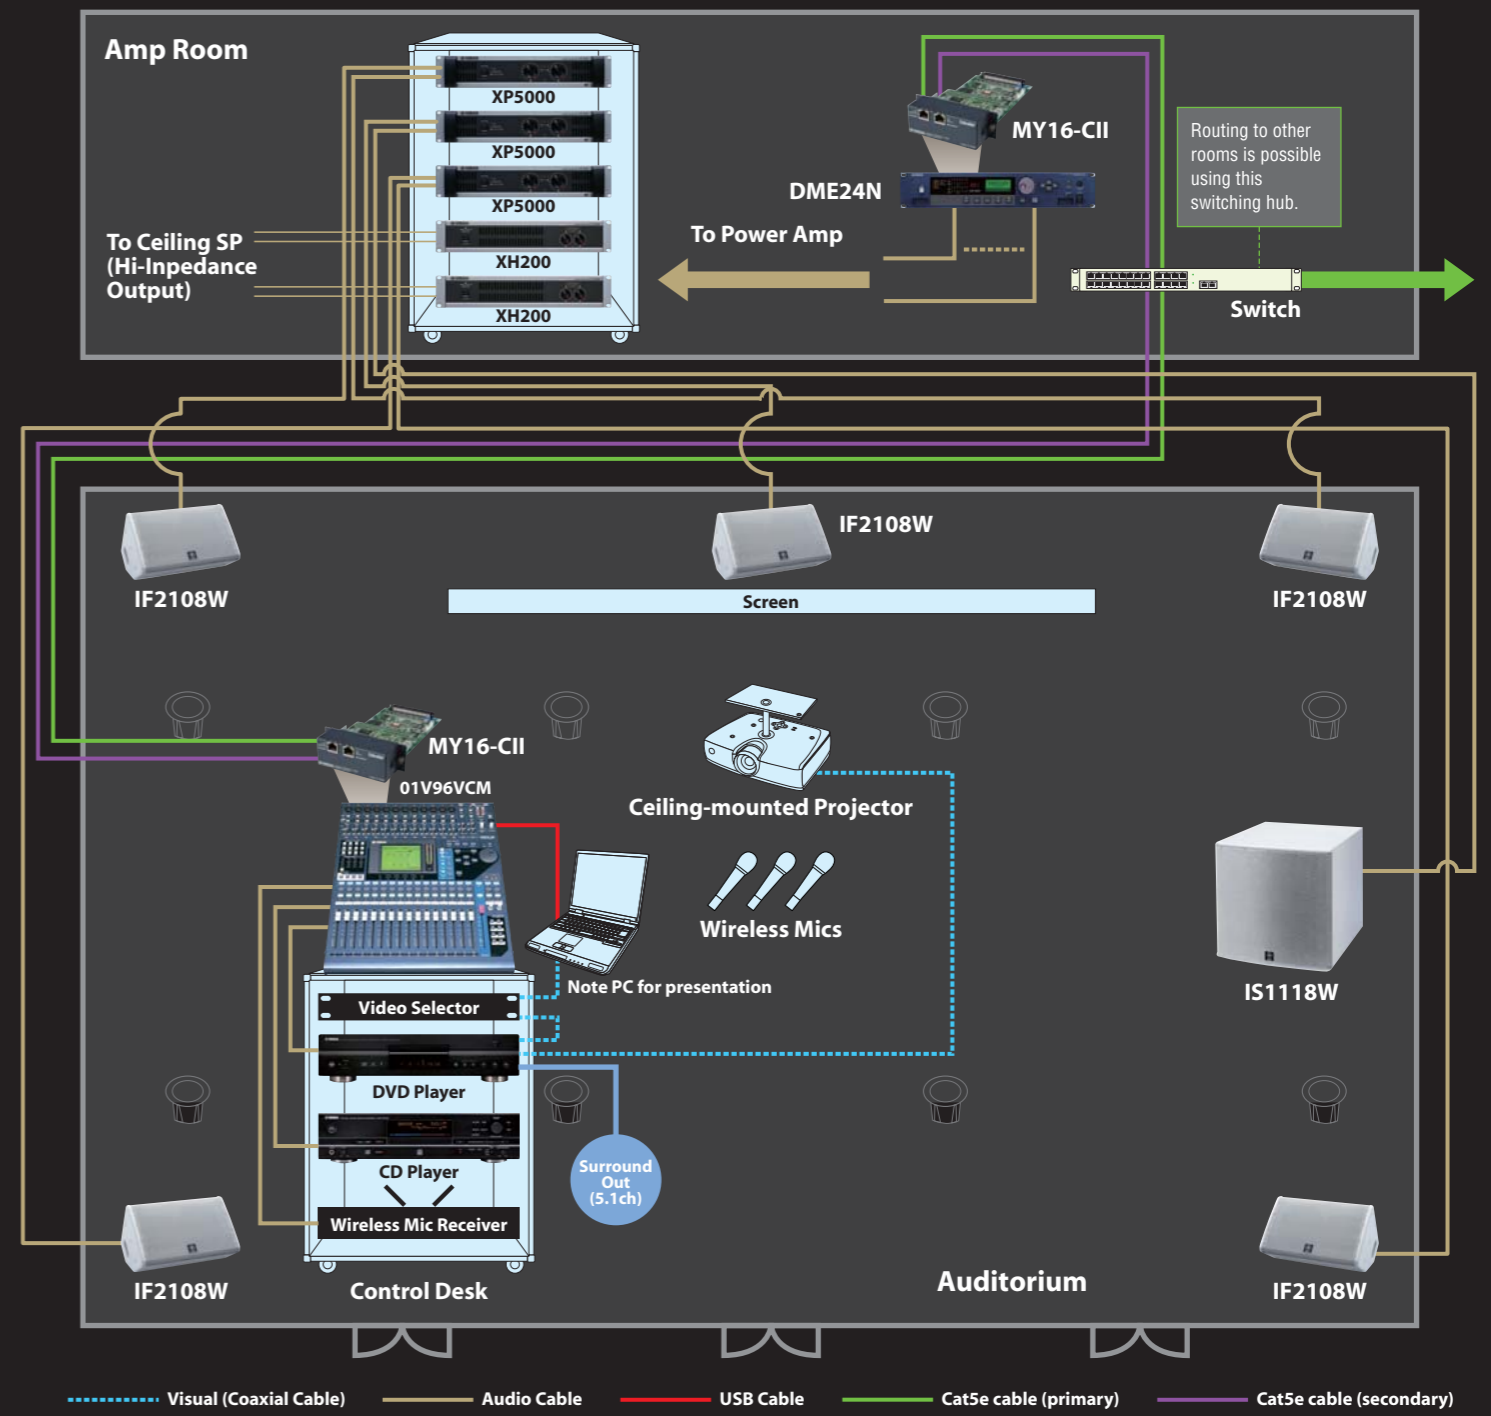 Amp Room
XP5000
XP5000
XP5000
XH200
XH200
To Ceiling SP
(Hi-Inpedance
Output)
MY16-CII
DME24N
To Power Amp
Routing to other
rooms is possible
using this
switching hub.
Switch
IF2108W
IF2108W
IF2108W
Screen
MY16-CII
01V96VCM
Ceiling-mounted Projector
Wireless Mics
Note PC for presentation
IS1118W
Video Selector
DVD Player
CD Player
Surround
Out
(5.1ch)
Wireless Mic Receiver
Control Desk
IF2108W
Auditorium
IF2108W
Visual (Coaxial Cable)
Audio Cable
USB Cable
Cat5e cable (primary)
Cat5e cable (secondary)